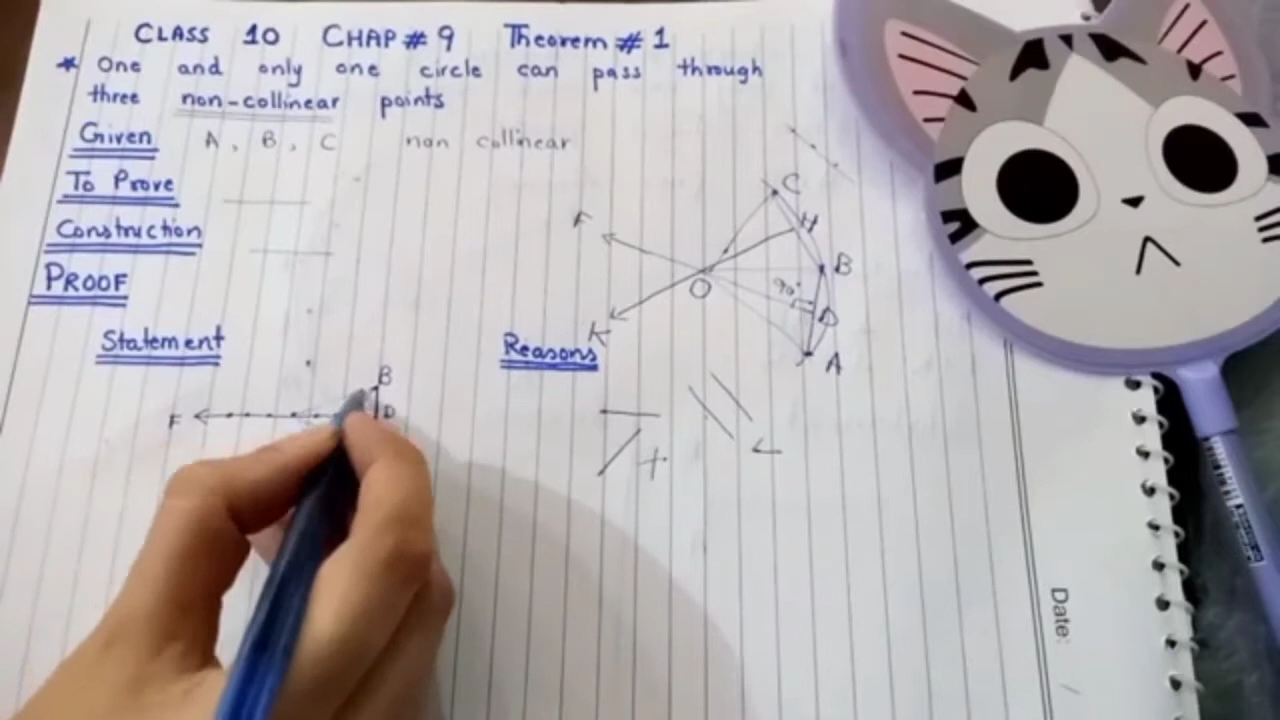 CLASS 10 CHAP # 9 Theorem # 1
* One and only one circle can pass through
three non-collinear points
Given A, B, C non collinear
To Prove
Construction
PROOF
Statement
Reasons
C
H
F
B
O
90°
D
K
A
B
F
D
Date: /